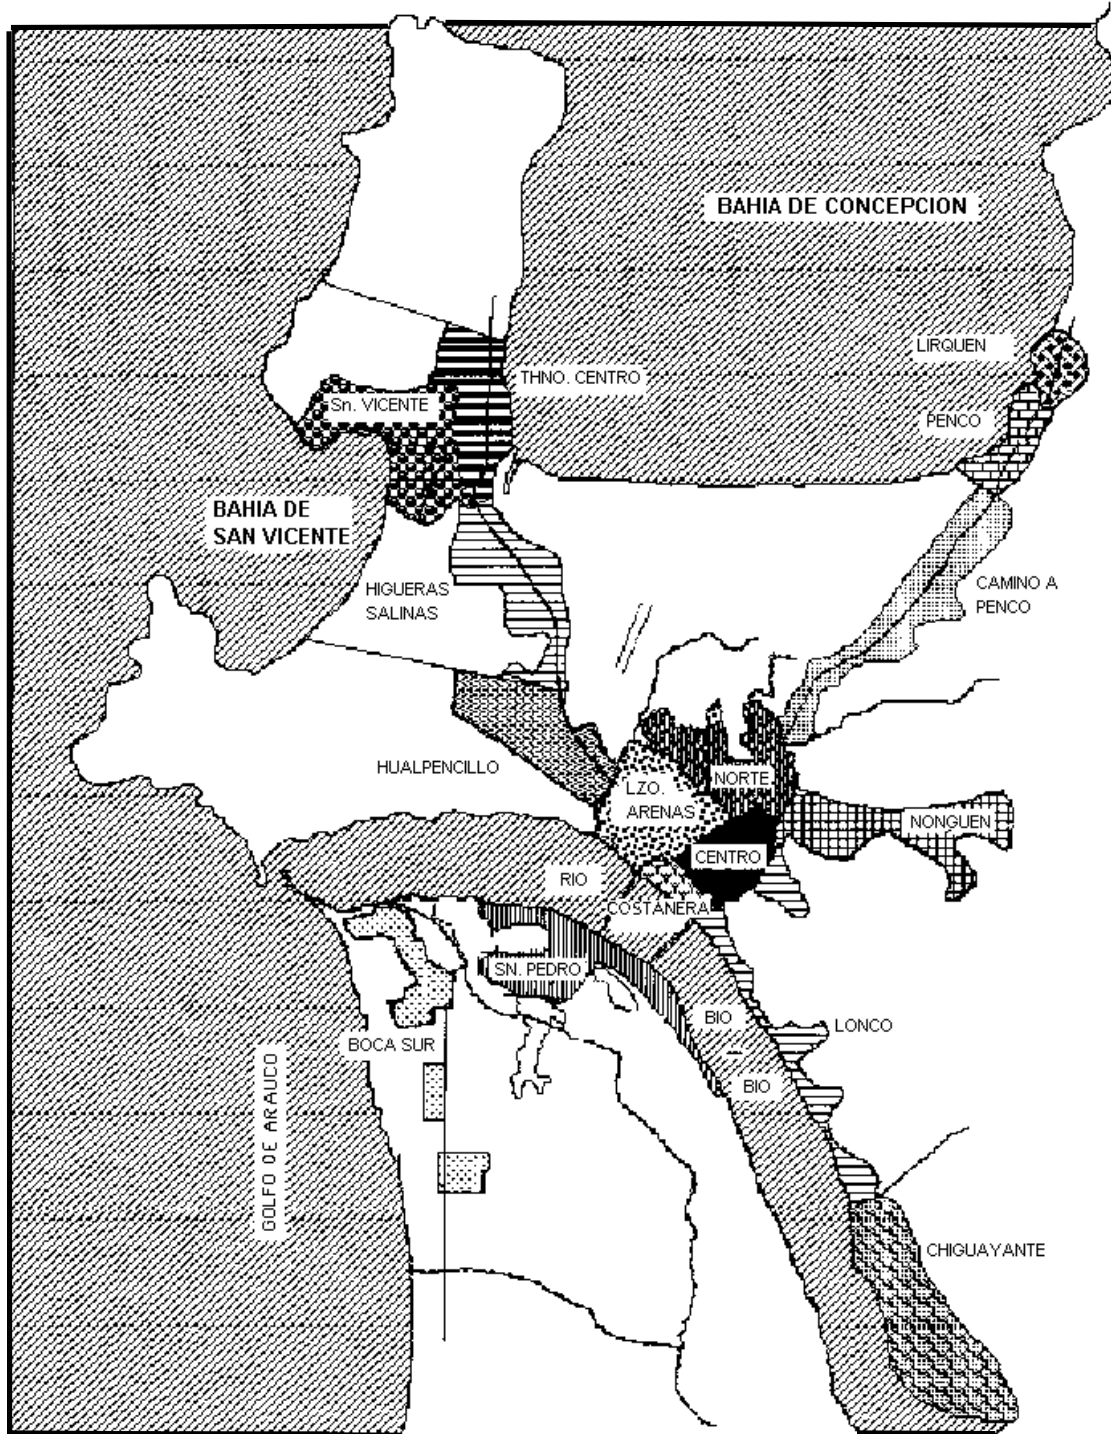 BAHIA DE CONCEPCION
LIRQUEN
THNO. CENTRO
Sn. VICENTE
PENCO
BAHIA DE
SAN VICENTE
HIGUERAS
SALINAS
CAMINO A
PENCO
HUALPENCILLO
NORTE
LZO.
ARENAS
NONGUEN
CENTRO
RIO
COSTANERA
SN. PEDRO
BIO
LONCO
BOCA SUR
–
BIO
GOLFO DE ARAUCO
CHIGUAYANTE